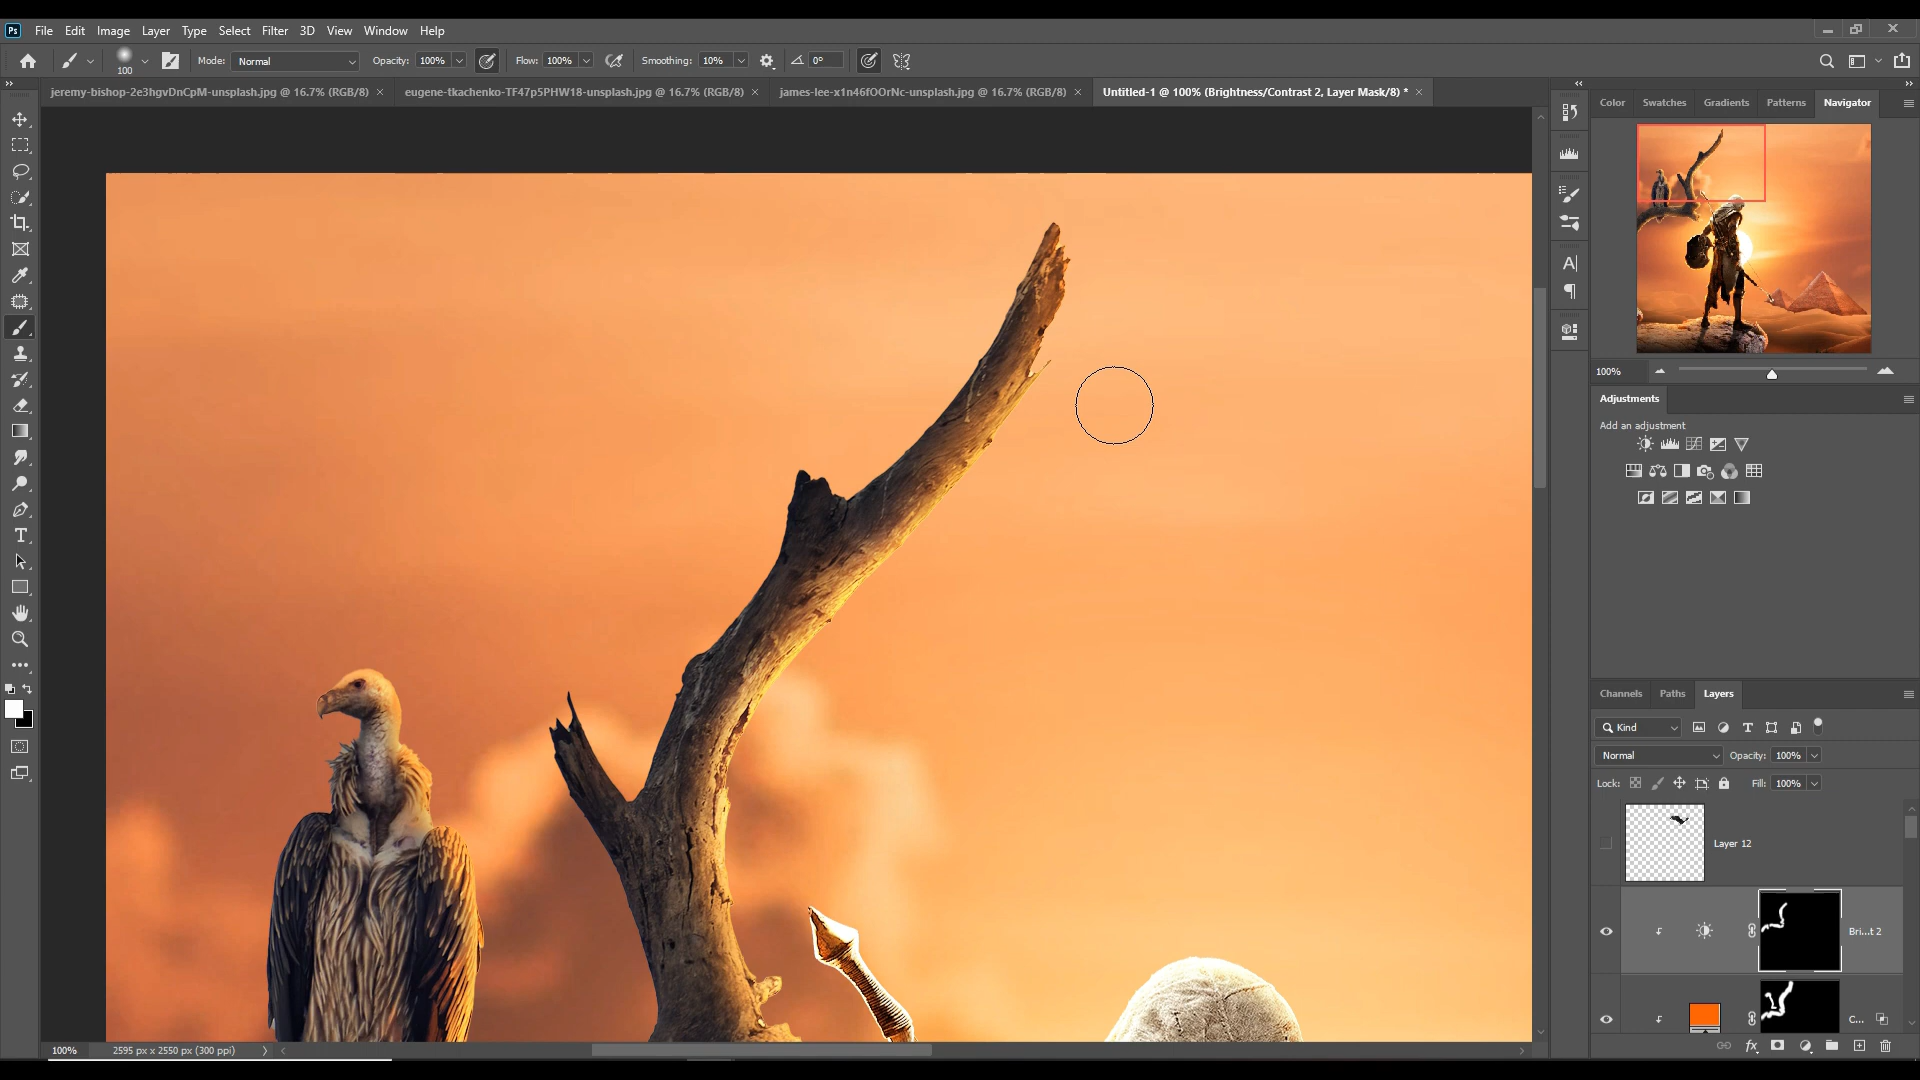 Ps File Edit Image Layer Type Select Filter 3D View Window Help
100 Mode: Normal Opacity: 100% Flow: 100% Smoothing: 10% 0°
jeremy-bishop-2e3hgvDnCpM-unsplash.jpg @ 16.7% (RGB/8) × eugene-tkachenko-TF47p5PHW18-unsplash.jpg @ 16.7% (RGB/8) × james-lee-x1n46fOOrNc-unsplash.jpg @ 16.7% (RGB/8) × Untitled-1 @ 100% (Brightness/Contrast 2, Layer Mask/8) * ×
Color Swatches Gradients Patterns Navigator
100%
Adjustments
Add an adjustment
Channels Paths Layers
Kind
Normal Opacity: 100%
Lock: Fill: 100%
Layer 12
Bri...t 2
C...
100% 2595 px x 2550 px (300 ppi)